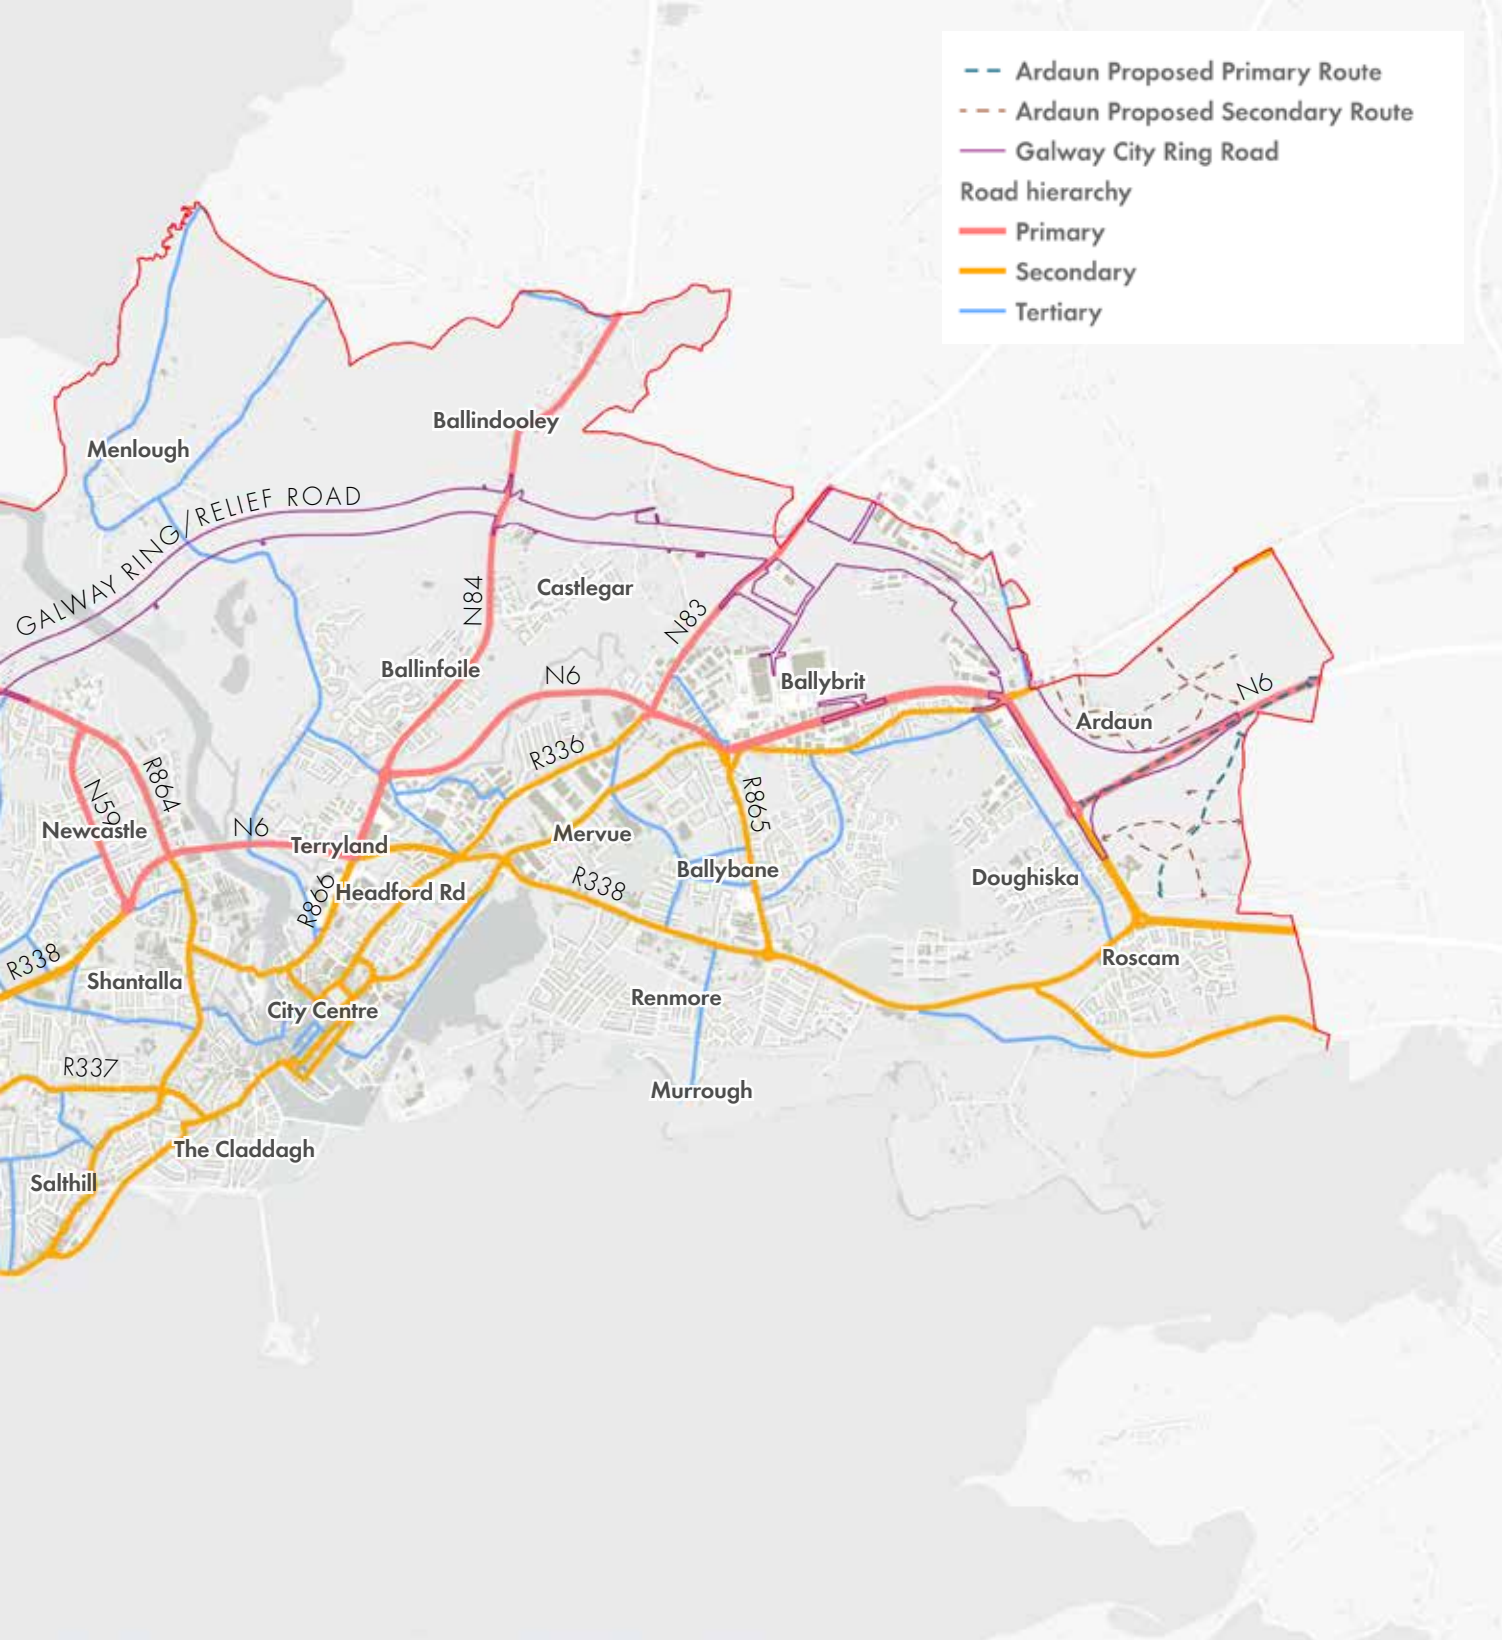 Ardaun Proposed Primary Route
Ardaun Proposed Secondary Route
Galway City Ring Road
Road hierarchy
Primary
Secondary
Tertiary
Ballindooley
Menlough
GALWAY RING/RELIEF ROAD
N84
Castlegar
N83
Ballinfoile
N6
Ballybrit
N6
Ardaun
R336
R864
N59
R865
Newcastle
N6
Terryland
Mervue
Ballybane
Doughiska
R866
Headford Rd
R338
R338
Shantalla
Roscam
City Centre
Renmore
R337
Murrough
The Claddagh
Salthill